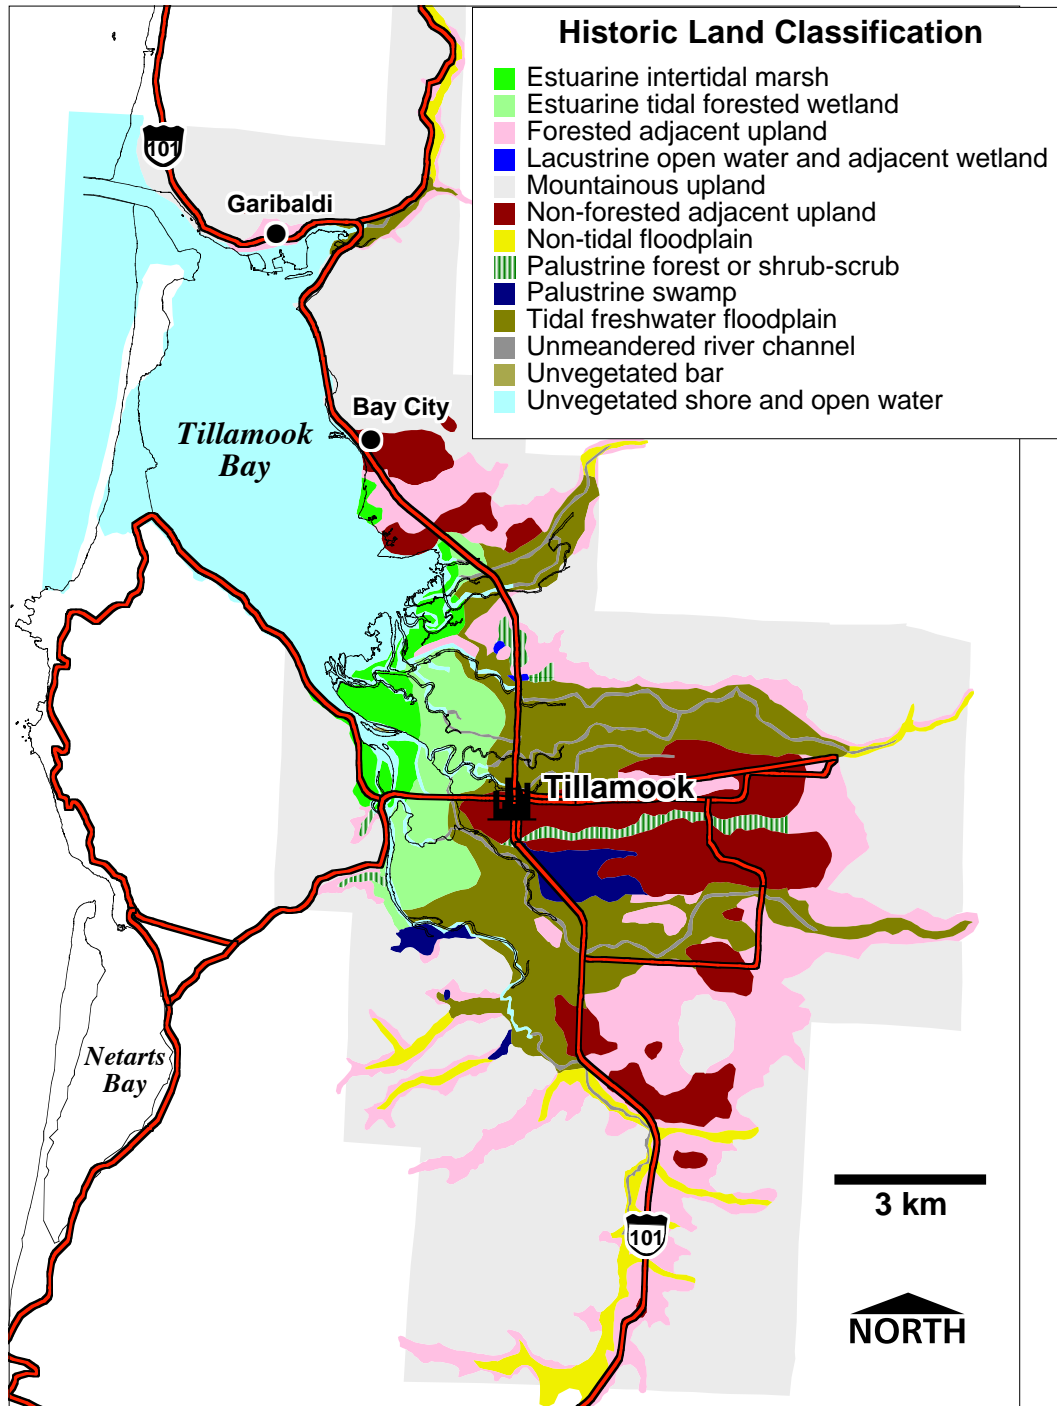 Historic Land Classification
Estuarine intertidal marsh
Estuarine tidal forested wetland
Forested adjacent upland
Lacustrine open water and adjacent wetland
Mountainous upland
Non-forested adjacent upland
Non-tidal floodplain
Palustrine forest or shrub-scrub
Palustrine swamp
Tidal freshwater floodplain
Unmeandered river channel
Unvegetated bar
Unvegetated shore and open water
101
Garibaldi
Bay City
Tillamook
Bay
Tillamook
Netarts
Bay
3 km
101
NORTH